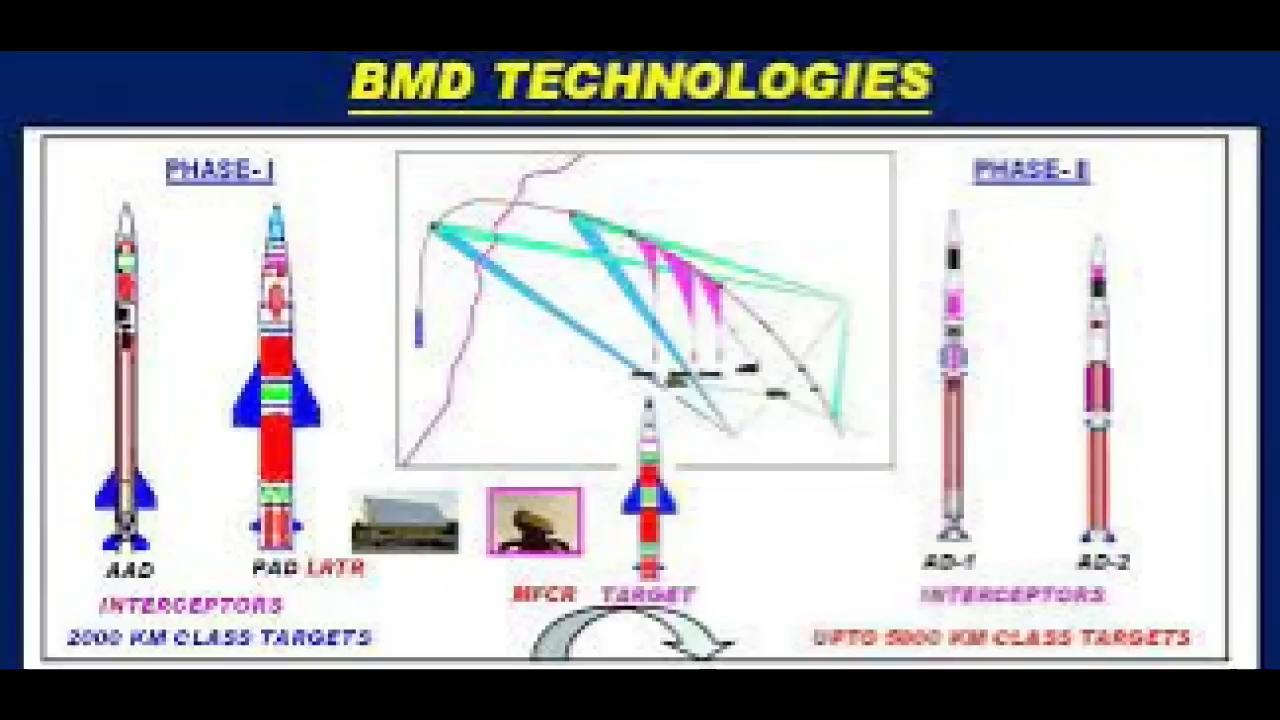 BMD TECHNOLOGIES
PHASE- I
PHASE- II
AAD
PAD LRTR
MFCR
TARGET
AD-1
AD-2
INTERCEPTORS
INTERCEPTORS
2000 KM CLASS TARGETS
UPTO 5000 KM CLASS TARGETS